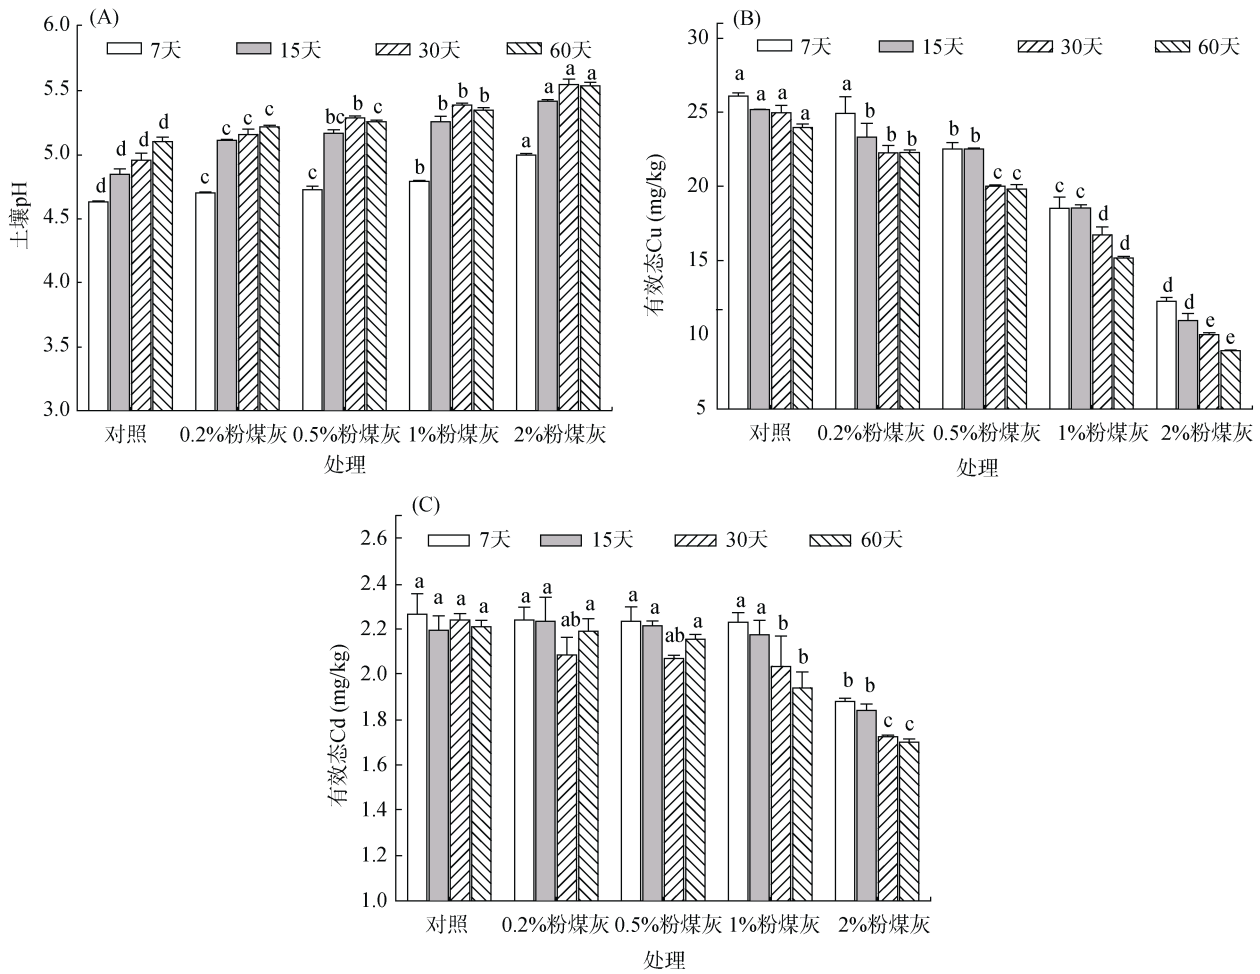 (A)
6.0
7天 15天 30天 60天
5.5
5.0
4.5
4.0
3.5
3.0
土壤pH
d d d d
c c c c
c bc b c
b b b b
a a a a
对照 0.2%粉煤灰 0.5%粉煤灰 1%粉煤灰 2%粉煤灰
处理
(B)
30
7天 15天 30天 60天
25
20
15
10
5
有效态Cu (mg/kg)
a a a a
a b b b
b b c c
c c d d
d d e e
对照 0.2%粉煤灰 0.5%粉煤灰 1%粉煤灰 2%粉煤灰
处理
(C)
2.6
7天 15天 30天 60天
2.4
2.2
2.0
1.8
1.6
1.4
1.2
1.0
有效态Cd (mg/kg)
a a a a
a a ab a
a a ab a
a a b b
b b c c
对照 0.2%粉煤灰 0.5%粉煤灰 1%粉煤灰 2%粉煤灰
处理